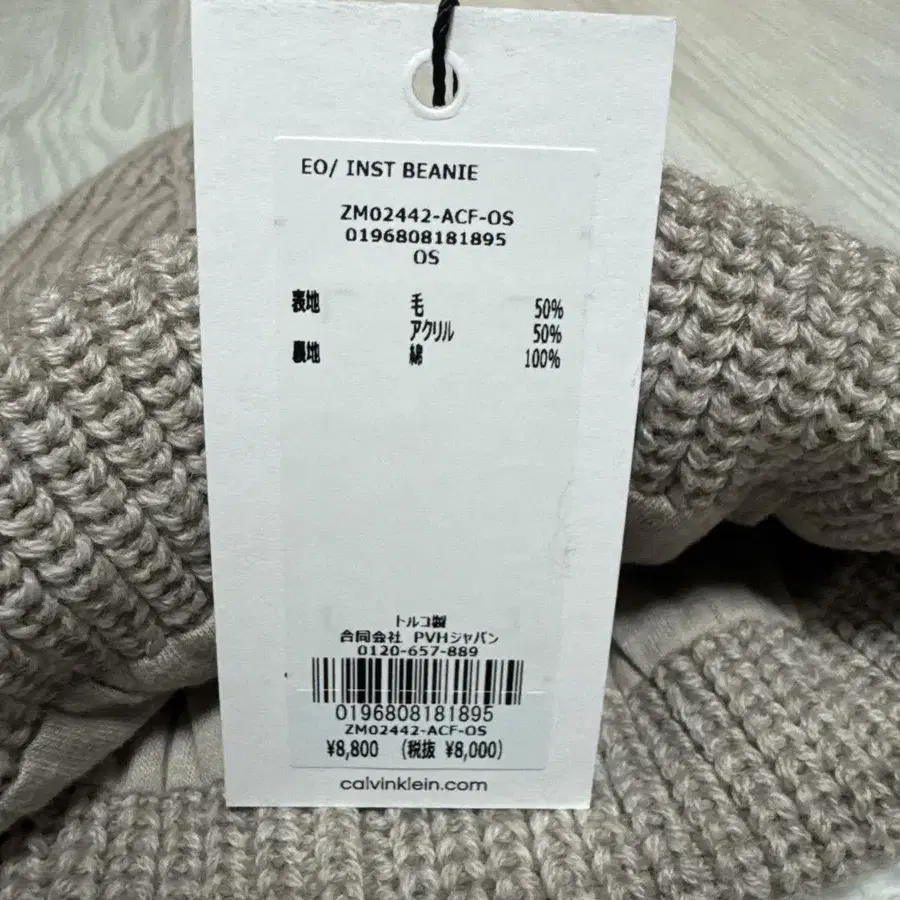 EO/ INST BEANIE
ZM02442-ACF-OS
0196808181895
OS
表地 毛 50%
アクリル 50%
裏地 綿 100%
トルコ製
合同会社 PVHジャパン
0120-657-889
0196808181895
ZM02442-ACF-OS
¥8,800 (税抜 ¥8,000)
calvinklein.com